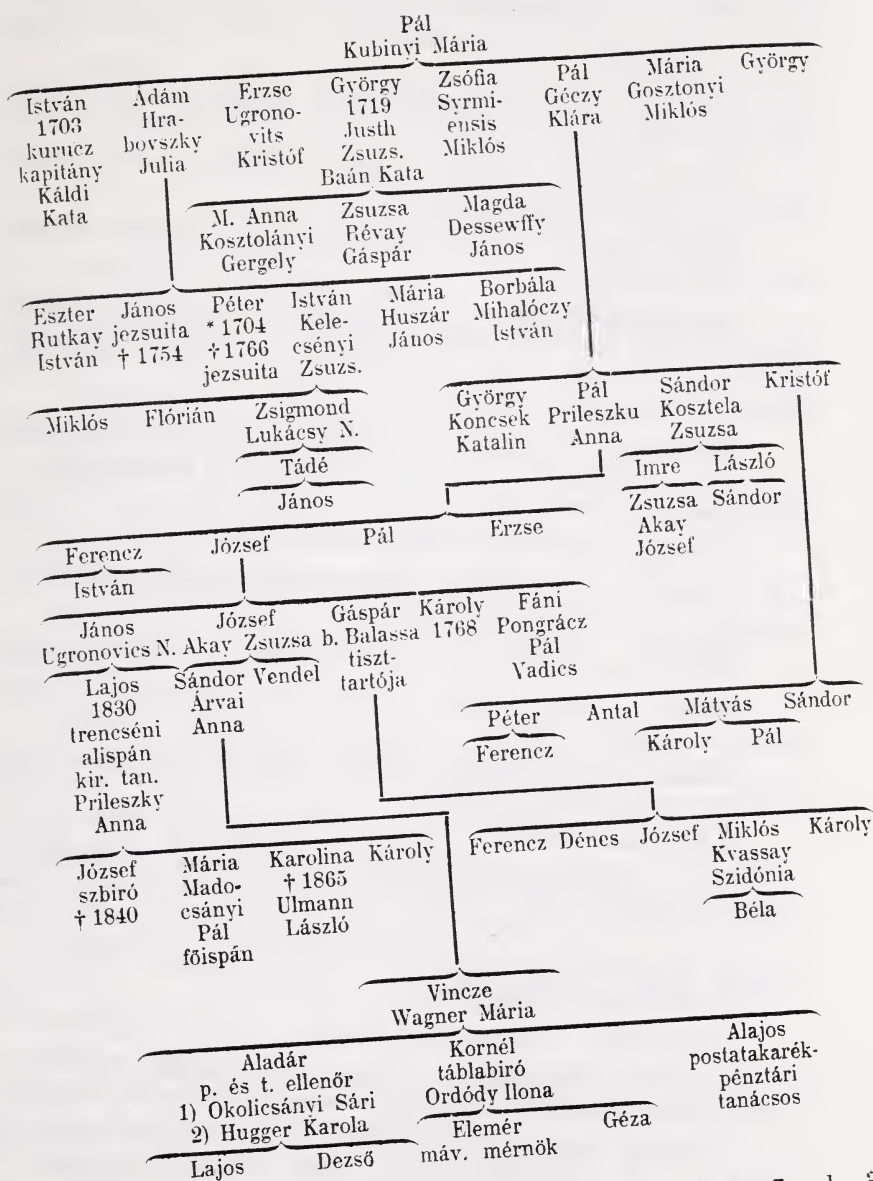 Pál
Kubinyi Mária
István Ádám Erzse György Zsófia Pál Mária György
1703 Hra- Ugrono- 1719 Syrmi- Géczy Gosztonyi
kurucz bovszky vits Justh ensis Klára Miklós
kapitány Julia Kristóf Zsuzs. Miklós
Káldi Baán Kata
Kata
M. Anna Zsuzsa Magda
Kosztolányi Révay Dessewffy
Gergely Gáspár János
Eszter János Péter István Mária Borbála
Rutkay jezsuita * 1704 Kele- Huszár Mihalóczy
István † 1754 † 1766 csényi János István
jezsuita Zsuzs.
György Pál Sándor Kristóf
Koncsek Prileszku Kosztela
Katalin Anna Zsuzsa
Miklós Flórián Zsigmond
Lukácsy N.
Tádé
János
Imre László
Zsuzsa Sándor
Akay
József
Ferencz József Pál Erzse
István
János József Gáspár Károly Fáni
Ugronovics N. Akay Zsuzsa b. Balassa 1768 Pongrácz
tiszt- Pál
tartója Vadics
Lajos Sándor Vendel
1830 Árvai
trencséni Anna
alispán
kir. tan.
Prileszky
Anna
Péter Antal Mátyás Sándor
Ferencz Károly Pál
Ferencz Dénes József Miklós Károly
Kvassay
Szidónia
Béla
József Mária Karolina Károly
szbiró Mado- † 1865
† 1840 csányi Ulmann
Pál László
főispán
Vincze
Wagner Mária
Aladár Kornél Alajos
p. és t. ellenőr táblabiró postatakarék-
1) Okolicsányi Sári Ordódy Ilona pénztári
2) Hugger Karola tanácsos
Lajos Dezső Elemér Géza
máv. mérnök